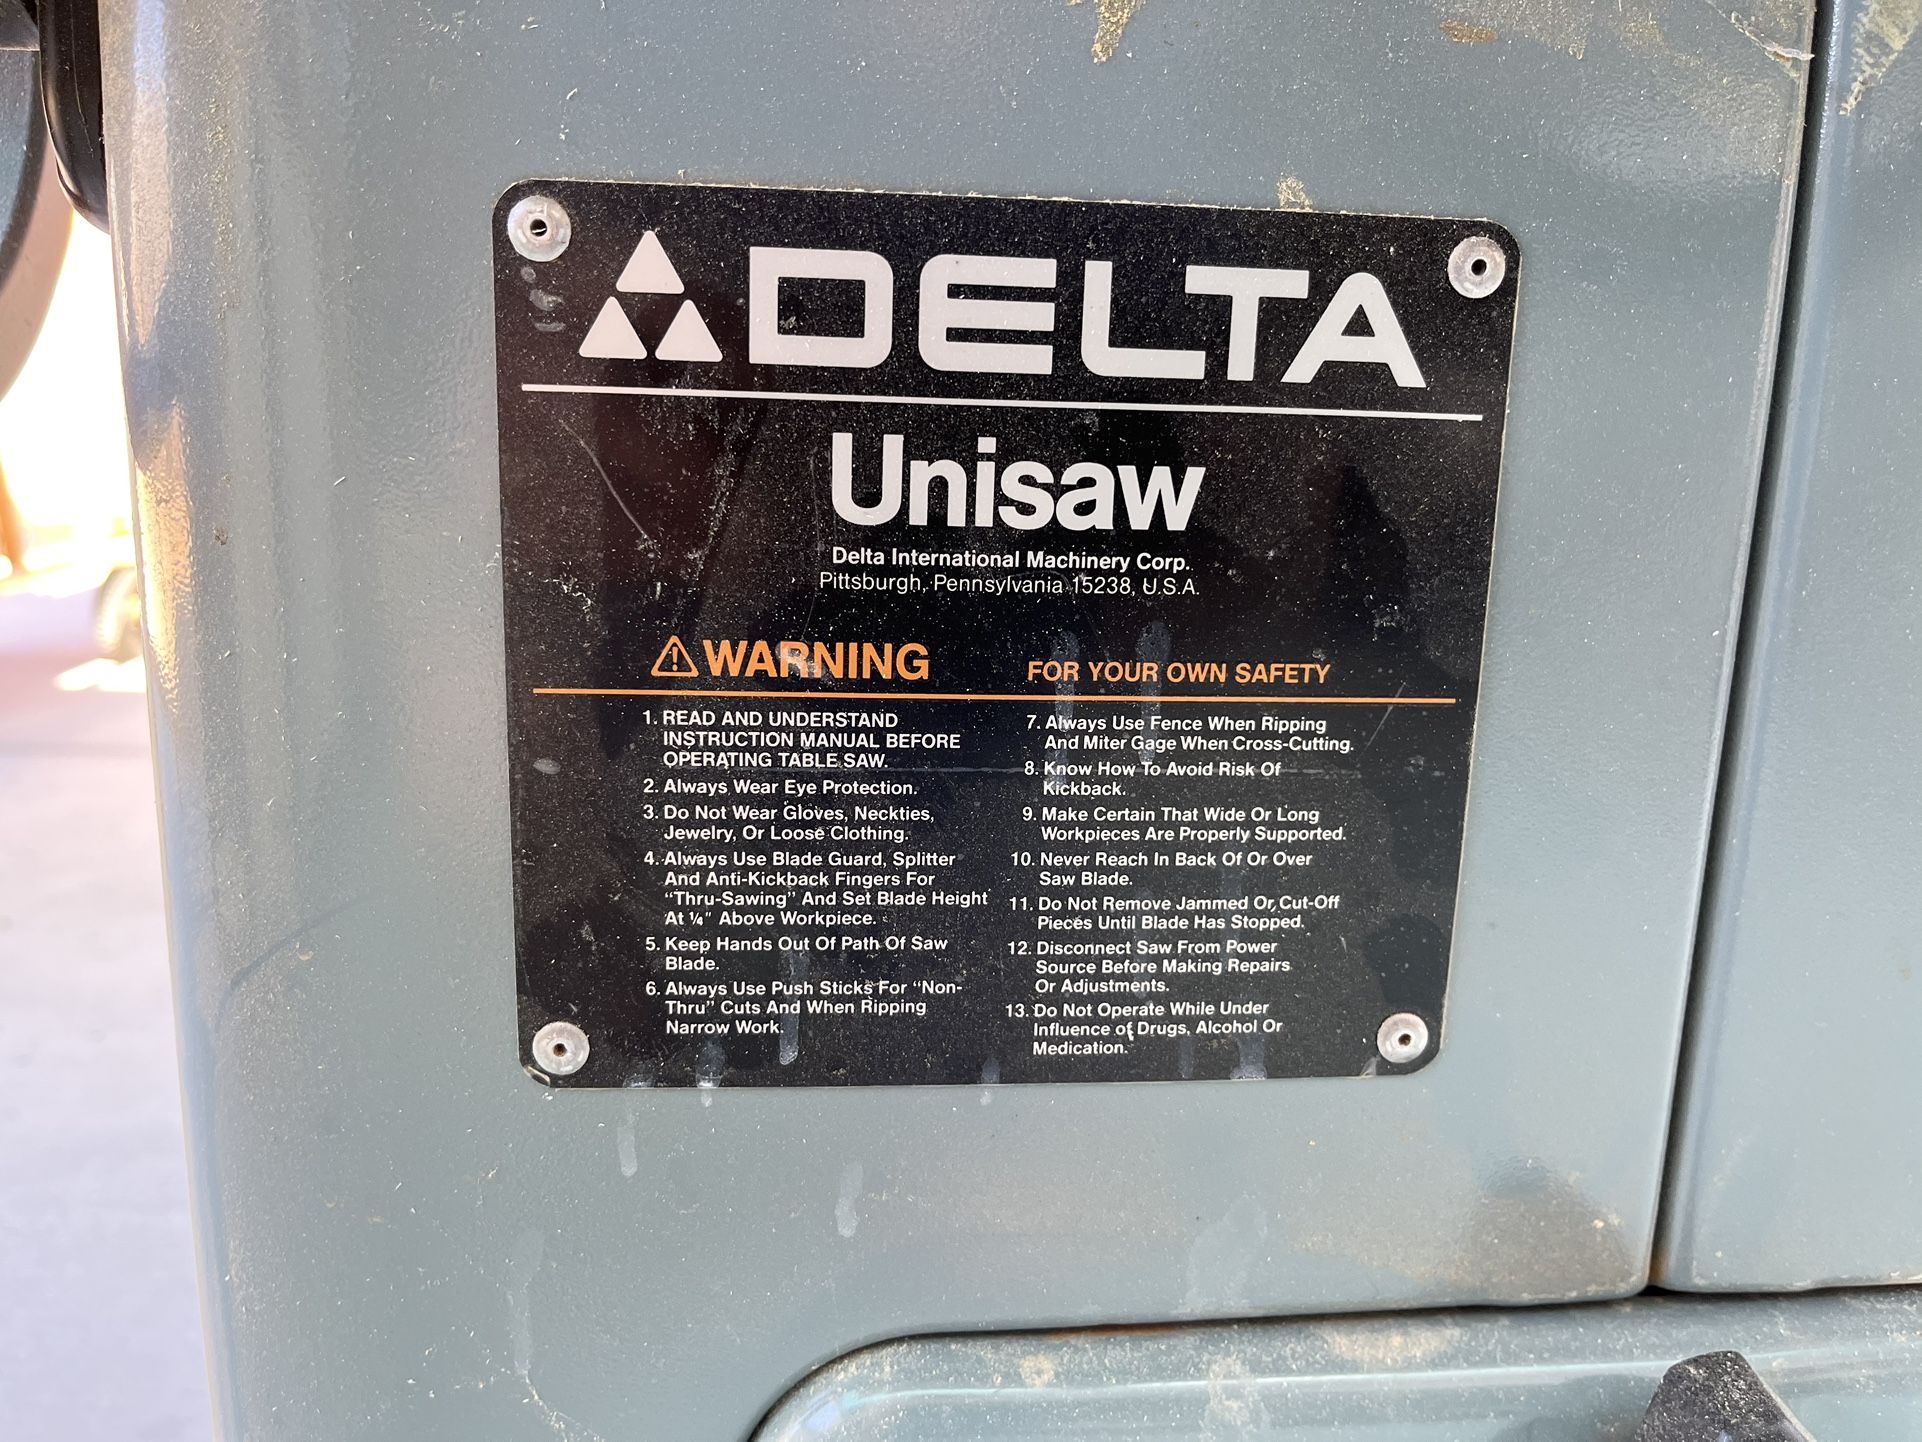 DELTA
Unisaw
Delta International Machinery Corp.
Pittsburgh, Pennsylvania 15238, U.S.A.
WARNING
FOR YOUR OWN SAFETY
1. READ AND UNDERSTAND
INSTRUCTION MANUAL BEFORE
OPERATING TABLE SAW.
2. Always Wear Eye Protection.
3. Do Not Wear Gloves, Neckties,
Jewelry, Or Loose Clothing.
4. Always Use Blade Guard, Splitter
And Anti-Kickback Fingers For
“Thru-Sawing” And Set Blade Height
At ¼" Above Workpiece.
5. Keep Hands Out Of Path Of Saw
Blade.
6. Always Use Push Sticks For “Non-
Thru” Cuts And When Ripping
Narrow Work.
7. Always Use Fence When Ripping
And Miter Gage When Cross-Cutting.
8. Know How To Avoid Risk Of
Kickback.
9. Make Certain That Wide Or Long
Workpieces Are Properly Supported.
10. Never Reach In Back Of Or Over
Saw Blade.
11. Do Not Remove Jammed Or Cut-Off
Pieces Until Blade Has Stopped.
12. Disconnect Saw From Power
Source Before Making Repairs
Or Adjustments.
13. Do Not Operate While Under
Influence of Drugs, Alcohol Or
Medication.